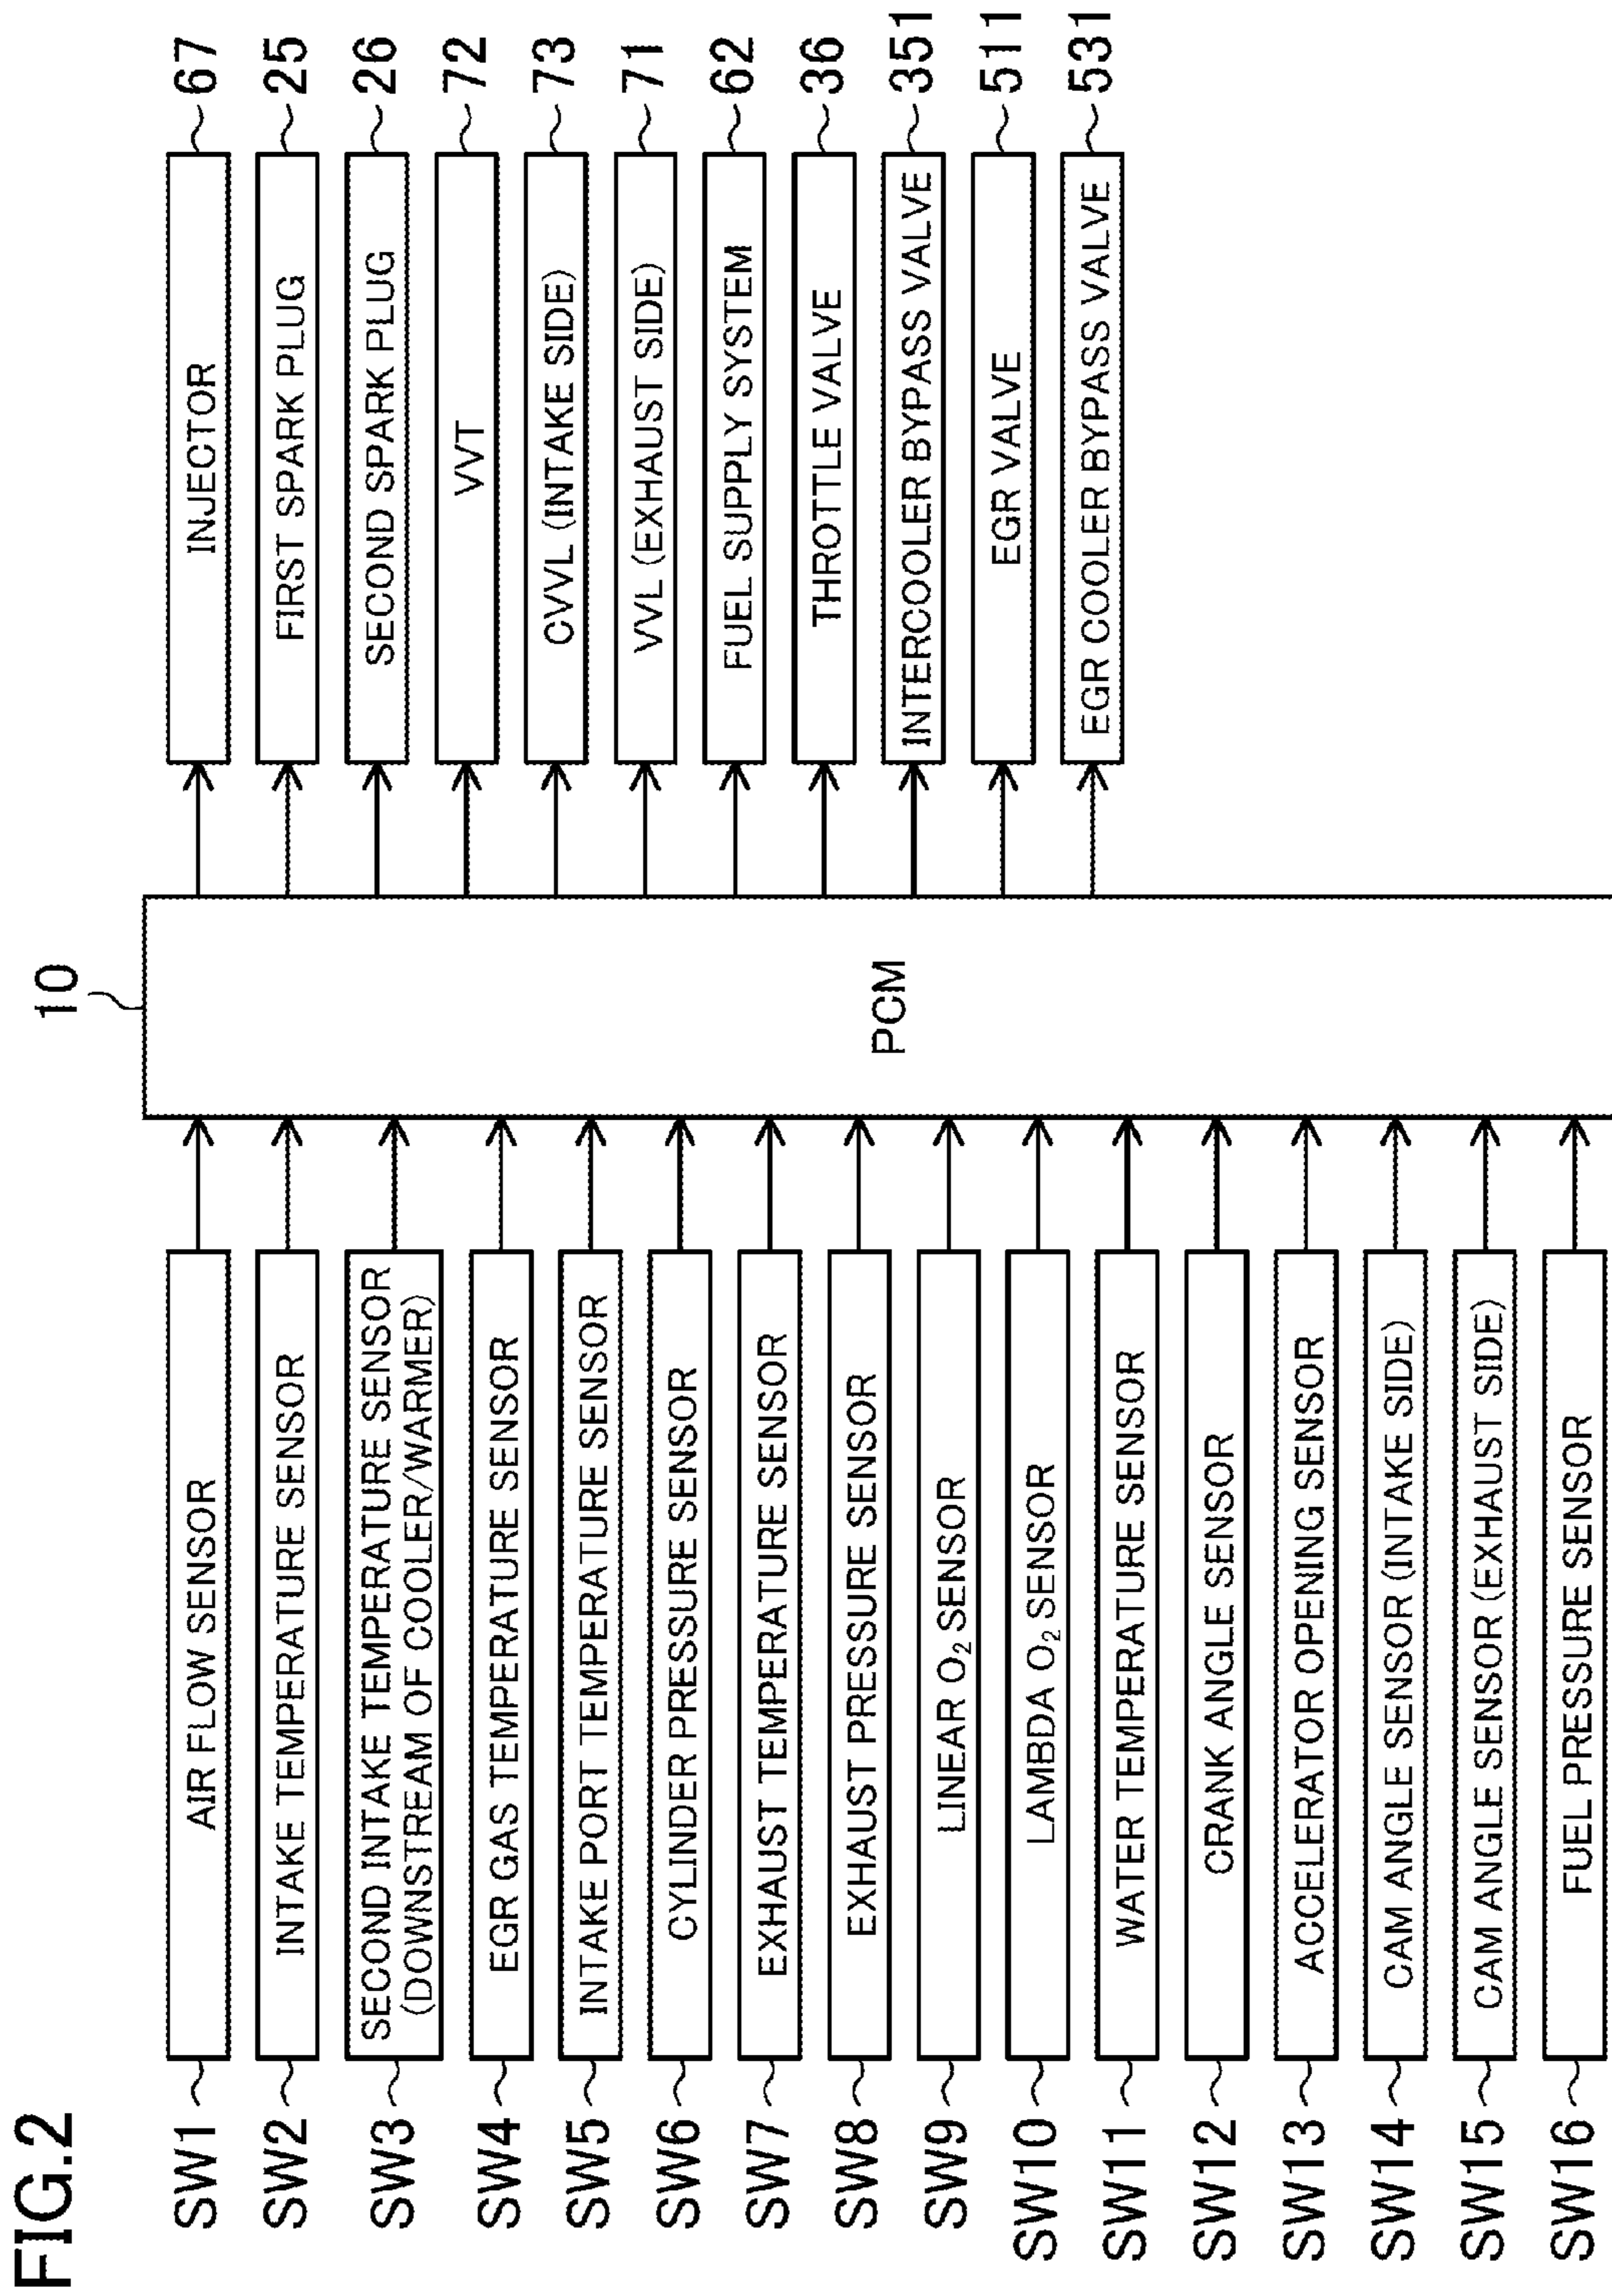 FIG.2
10
PCM
SW1
AIR FLOW SENSOR
SW2
INTAKE TEMPERATURE SENSOR
SW3
SECOND INTAKE TEMPERATURE SENSOR
(DOWNSTREAM OF COOLER/WARMER)
SW4
EGR GAS TEMPERATURE SENSOR
SW5
INTAKE PORT TEMPERATURE SENSOR
SW6
CYLINDER PRESSURE SENSOR
SW7
EXHAUST TEMPERATURE SENSOR
SW8
EXHAUST PRESSURE SENSOR
SW9
LINEAR O₂ SENSOR
SW10
LAMBDA O₂ SENSOR
SW11
WATER TEMPERATURE SENSOR
SW12
CRANK ANGLE SENSOR
SW13
ACCELERATOR OPENING SENSOR
SW14
CAM ANGLE SENSOR (INTAKE SIDE)
SW15
CAM ANGLE SENSOR (EXHAUST SIDE)
SW16
FUEL PRESSURE SENSOR
INJECTOR
67
FIRST SPARK PLUG
25
SECOND SPARK PLUG
26
VVT
72
CVVL (INTAKE SIDE)
73
VVL (EXHAUST SIDE)
71
FUEL SUPPLY SYSTEM
62
THROTTLE VALVE
36
INTERCOOLER BYPASS VALVE
351
EGR VALVE
511
EGR COOLER BYPASS VALVE
531